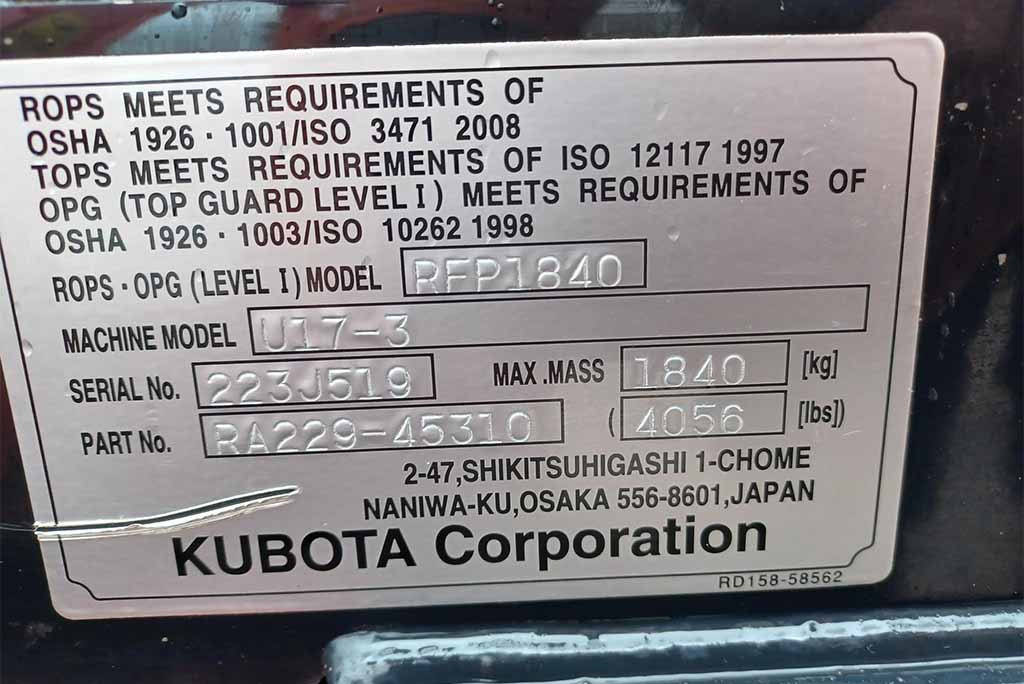 ROPS MEETS REQUIREMENTS OF
OSHA 1926・1001/ISO 3471 2008
TOPS MEETS REQUIREMENTS OF ISO 12117 1997
OPG (TOP GUARD LEVEL I) MEETS REQUIREMENTS OF
OSHA 1926・1003/ISO 10262 1998
ROPS・OPG (LEVEL I) MODEL RFP1840
MACHINE MODEL U17-3
SERIAL No. 223J519 MAX .MASS 1840 [kg]
PART No. RA229-45310 ( 4056 [lbs])
2-47,SHIKITSUHIGASHI 1-CHOME
NANIWA-KU,OSAKA 556-8601,JAPAN
KUBOTA Corporation
RD158-58562